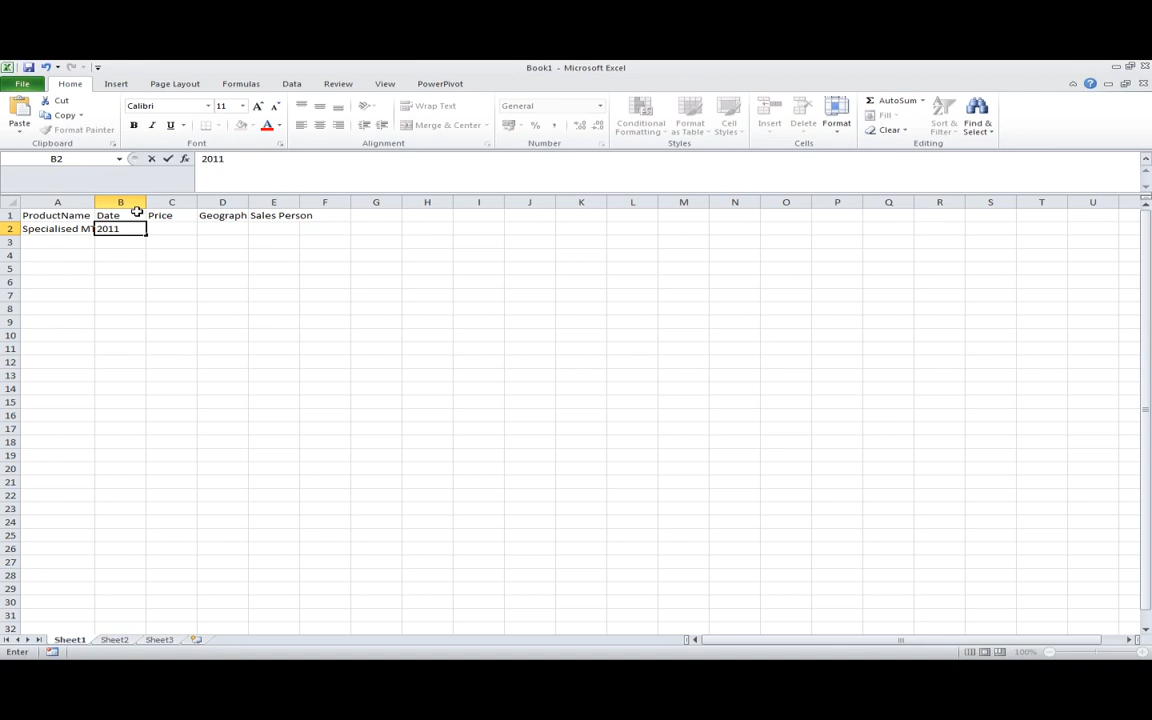 Book1 - Microsoft Excel
File Home Insert Page Layout Formulas Data Review View PowerPivot
Paste
Cut
Copy
Format Painter
Clipboard
Calibri 11
B I U
Font
Wrap Text
Merge & Center
Alignment
General
%
Number
Conditional Formatting
Format as Table
Cell Styles
Styles
Insert Delete Format
Cells
AutoSum
Fill
Clear
Sort & Filter
Find & Select
Editing
B2 2011
A B C D E F G H I J K L M N O P Q R S T U
1 ProductName Date Price Geograph Sales Person
2 Specialised MT 2011
3
4
5
6
7
8
9
10
11
12
13
14
15
16
17
18
19
20
21
22
23
24
25
26
27
28
29
30
31
32
Sheet1 Sheet2 Sheet3
Enter 100%